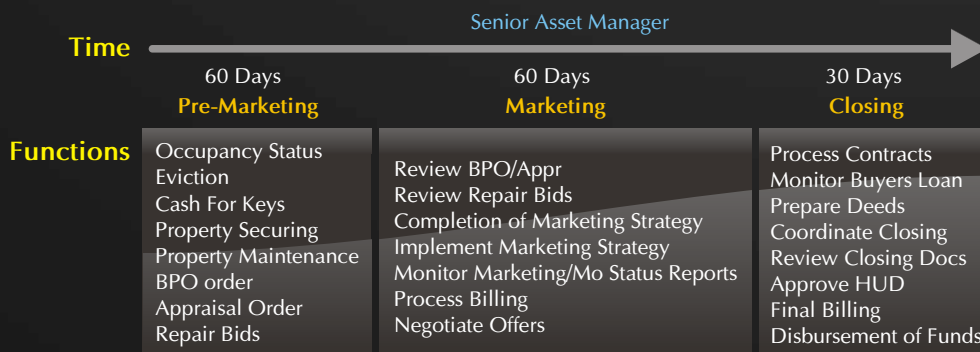 Senior Asset Manager
Time
60 Days
Pre-Marketing
60 Days
Marketing
30 Days
Closing
Functions
Occupancy Status
Eviction
Cash For Keys
Property Securing
Property Maintenance
BPO order
Appraisal Order
Repair Bids
Review BPO/Appr
Review Repair Bids
Completion of Marketing Strategy
Implement Marketing Strategy
Monitor Marketing/Mo Status Reports
Process Billing
Negotiate Offers
Process Contracts
Monitor Buyers Loan
Prepare Deeds
Coordinate Closing
Review Closing Docs
Approve HUD
Final Billing
Disbursement of Funds